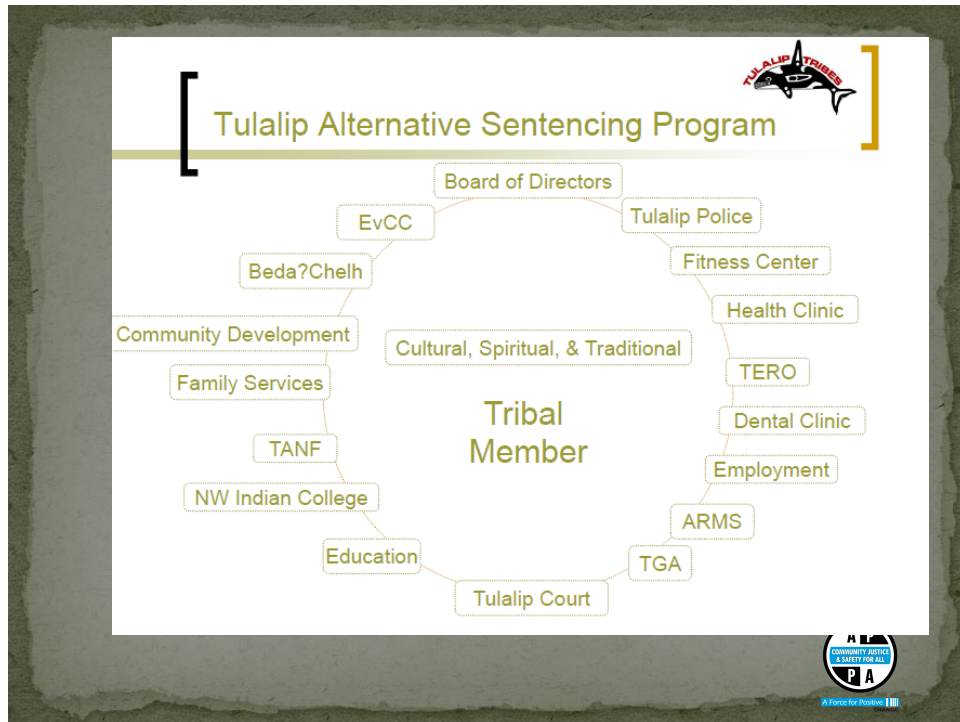 TULALIP TRIBES
Tulalip Alternative Sentencing Program
Board of Directors
EvCC
Tulalip Police
Beda?Chelh
Fitness Center
Health Clinic
Community Development
Cultural, Spiritual, & Traditional
Family Services
TERO
Tribal
Member
Dental Clinic
TANF
Employment
NW Indian College
ARMS
Education
TGA
Tulalip Court
A P
COMMUNITY JUSTICE
& SAFETY FOR ALL
P A
A Force for Positive
CHANGE